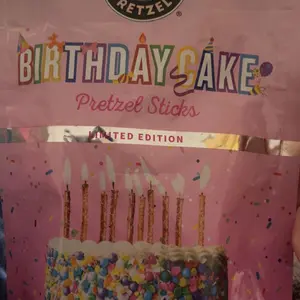 PRETZEL®
BIRTHDAY CAKE
Pretzel Sticks
LIMITED EDITION